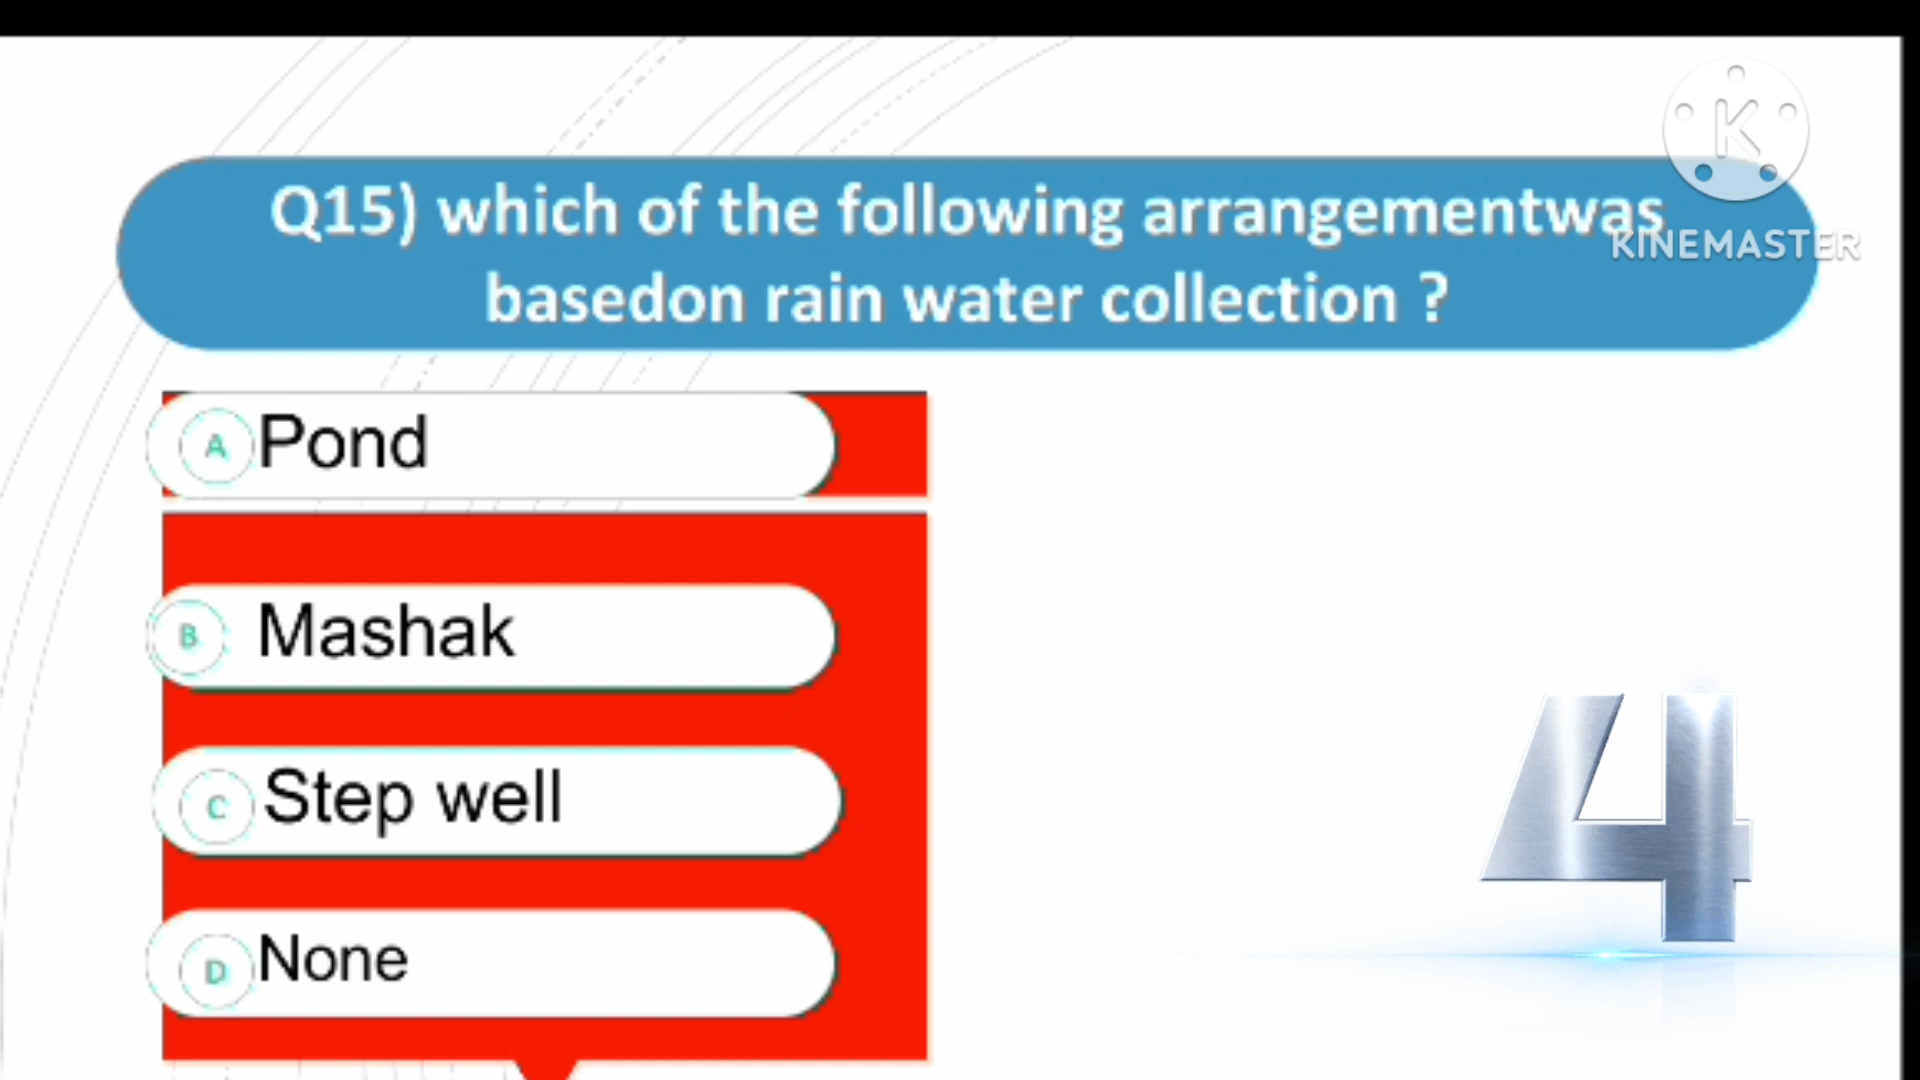 K
KINEMASTER
Q15) which of the following arrangementwas
basedon rain water collection ?
A Pond
B Mashak
C Step well
D None
4